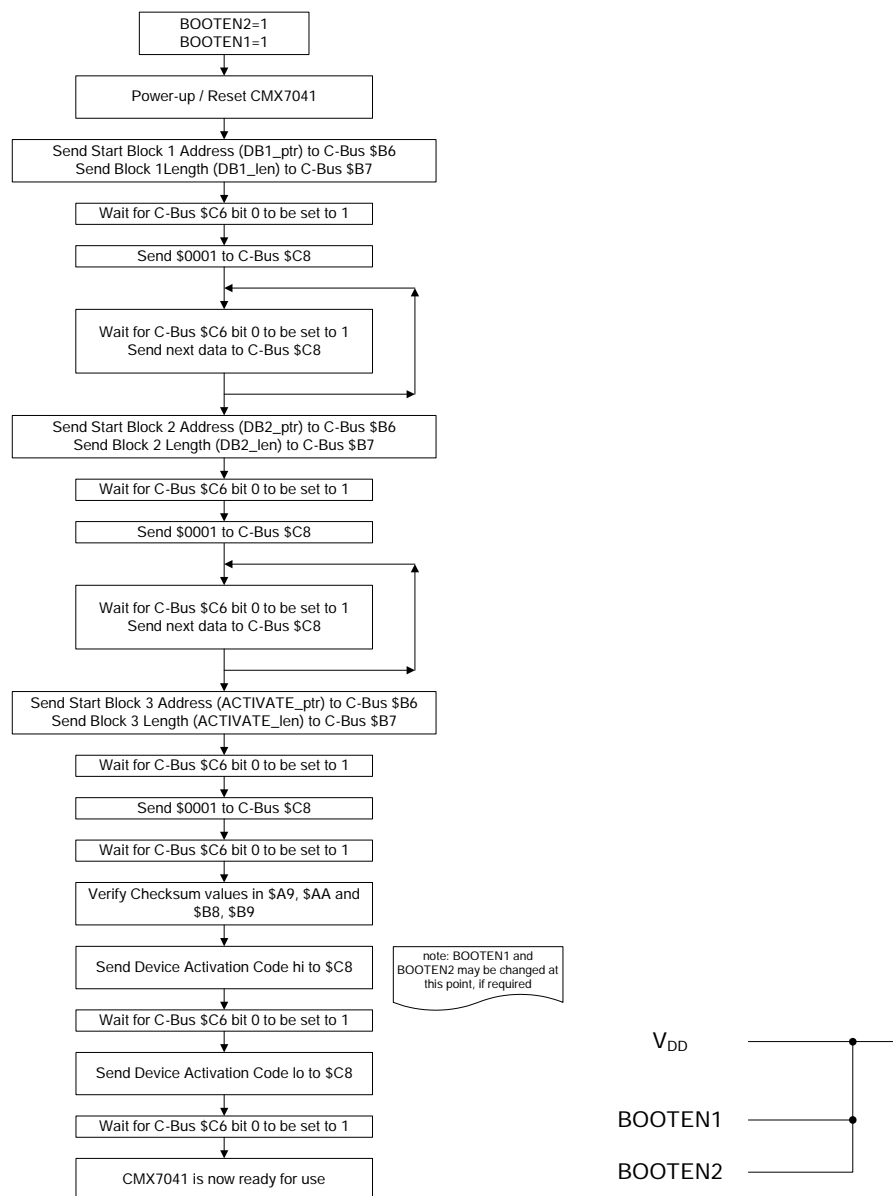 BOOTEN2=1
BOOTEN1=1
Power-up / Reset CMX7041
Send Start Block 1 Address (DB1_ptr) to C-Bus $B6
Send Block 1Length (DB1_len) to C-Bus $B7
Wait for C-Bus $C6 bit 0 to be set to 1
Send $0001 to C-Bus $C8
Wait for C-Bus $C6 bit 0 to be set to 1
Send next data to C-Bus $C8
Send Start Block 2 Address (DB2_ptr) to C-Bus $B6
Send Block 2 Length (DB2_len) to C-Bus $B7
Wait for C-Bus $C6 bit 0 to be set to 1
Send $0001 to C-Bus $C8
Wait for C-Bus $C6 bit 0 to be set to 1
Send next data to C-Bus $C8
Send Start Block 3 Address (ACTIVATE_ptr) to C-Bus $B6
Send Block 3 Length (ACTIVATE_len) to C-Bus $B7
Wait for C-Bus $C6 bit 0 to be set to 1
Send $0001 to C-Bus $C8
Wait for C-Bus $C6 bit 0 to be set to 1
Verify Checksum values in $A9, $AA and
$B8, $B9
Send Device Activation Code hi to $C8
note: BOOTEN1 and
BOOTEN2 may be changed at
this point, if required
Wait for C-Bus $C6 bit 0 to be set to 1
Send Device Activation Code lo to $C8
Wait for C-Bus $C6 bit 0 to be set to 1
CMX7041 is now ready for use
VDD
BOOTEN1
BOOTEN2